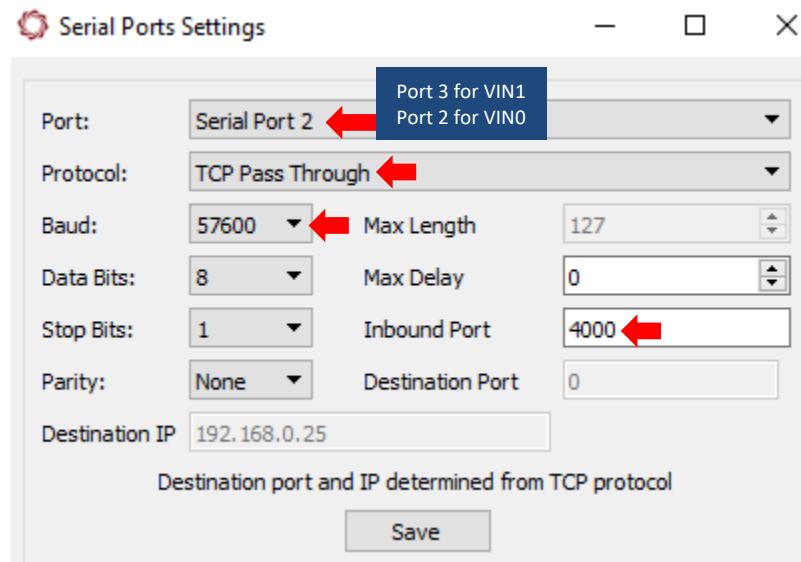 Serial Ports Settings
Port 3 for VIN1
Port 2 for VIN0
Port: Serial Port 2
Protocol: TCP Pass Through
Baud: 57600 Max Length 127
Data Bits: 8 Max Delay 0
Stop Bits: 1 Inbound Port 4000
Parity: None Destination Port 0
Destination IP 192.168.0.25
Destination port and IP determined from TCP protocol
Save